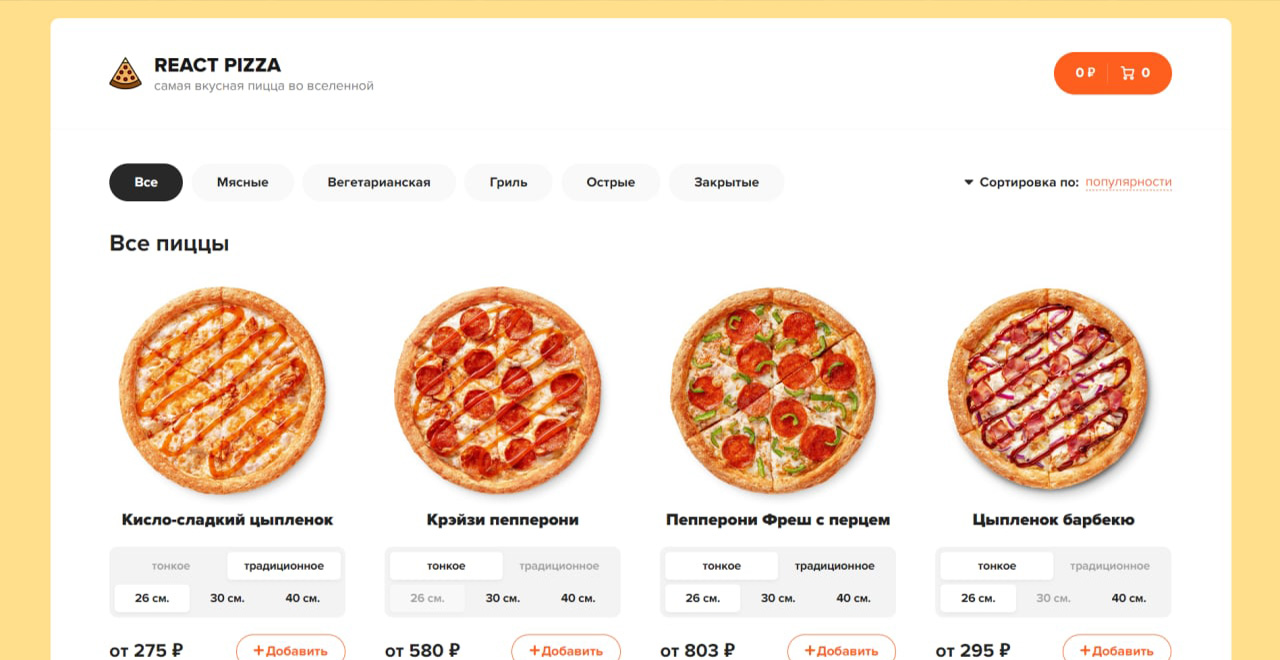 REACT PIZZA
самая вкусная пицца во вселенной
0 ₽ 0
Все Мясные Вегетарианская Гриль Острые Закрытые Сортировка по: популярности
Все пиццы
Кисло-сладкий цыпленок Крэйзи пепперони Пепперони Фреш с перцем Цыпленок барбекю
тонкое традиционное тонкое традиционное тонкое традиционное тонкое традиционное
26 см. 30 см. 40 см. 26 см. 30 см. 40 см. 26 см. 30 см. 40 см. 26 см. 30 см. 40 см.
от 275 ₽ +Добавить от 580 ₽ +Добавить от 803 ₽ +Добавить от 295 ₽ +Добавить